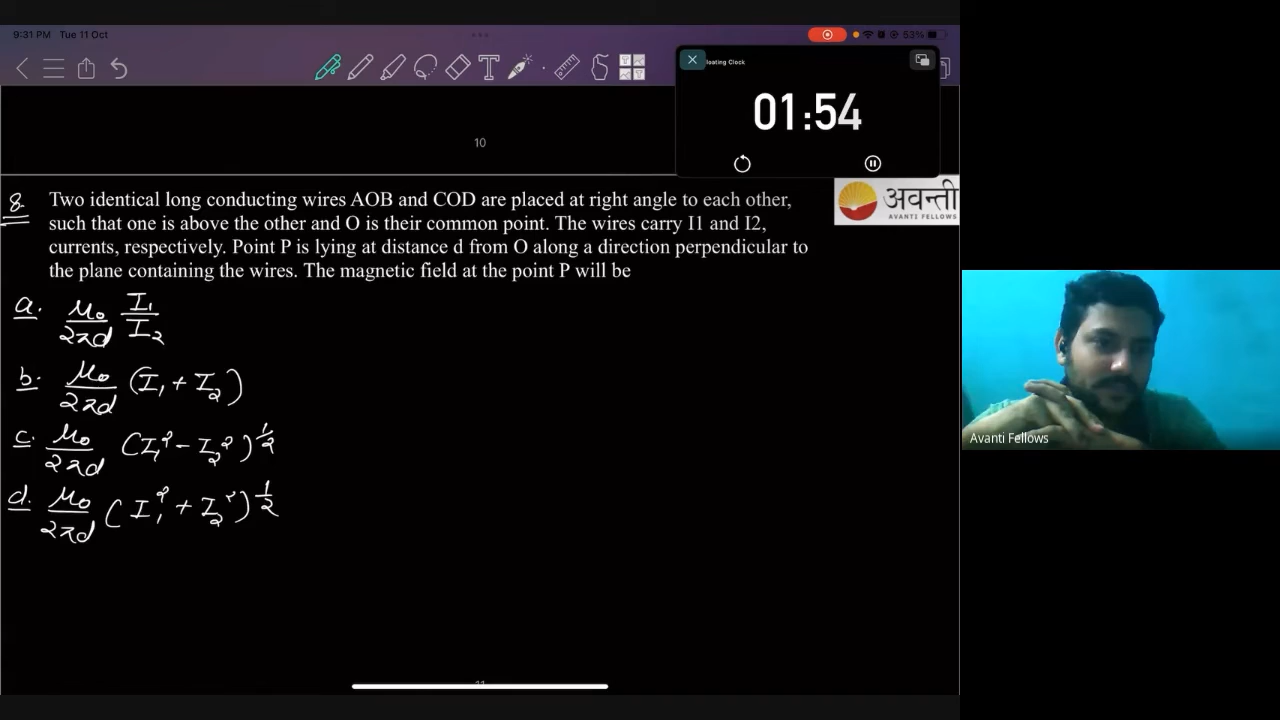 9:31 PM Tue 11 Oct
53%
loating Clock
01:54
10
8.
Two identical long conducting wires AOB and COD are placed at right angle to each other,
such that one is above the other and O is their common point. The wires carry I1 and I2,
currents, respectively. Point P is lying at distance d from O along a direction perpendicular to
the plane containing the wires. The magnetic field at the point P will be
अवन्ती
AVANTI FELLOWS
a. μ₀/2πd I₁/I₂
b. μ₀/2πd (I₁ + I₂)
c. μ₀/2πd (I₁² - I₂²)^1/2
d. μ₀/2πd (I₁² + I₂²)^1/2
Avanti Fellows